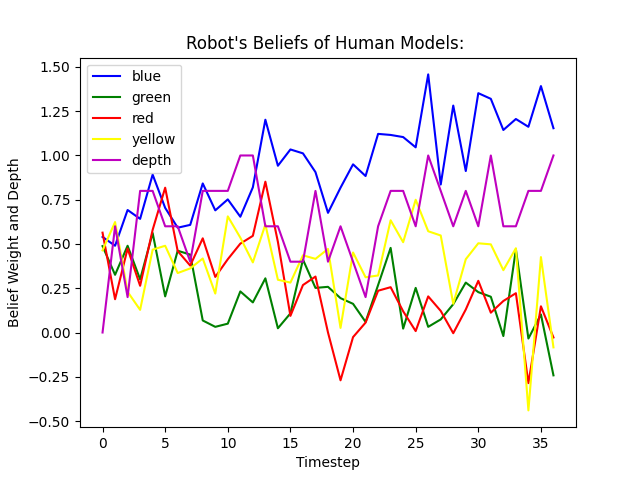 Robot's Beliefs of Human Models:
blue
green
red
yellow
depth
1.50
1.25
1.00
0.75
0.50
0.25
0.00
−0.25
−0.50
Belief Weight and Depth
0 5 10 15 20 25 30 35
Timestep